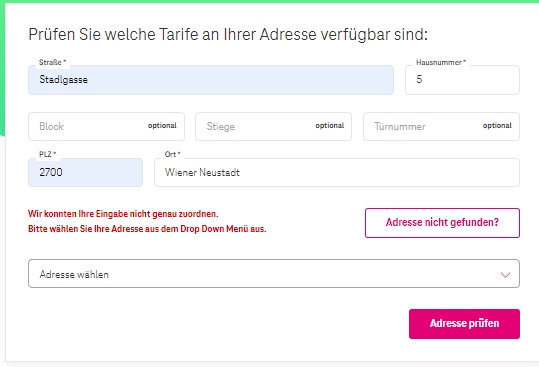 Prüfen Sie welche Tarife an Ihrer Adresse verfügbar sind:
Straße *
Stadlgasse
Hausnummer *
5
Block optional
Stiege optional
Türnummer optional
PLZ *
2700
Ort *
Wiener Neustadt
Wir konnten Ihre Eingabe nicht genau zuordnen.
Bitte wählen Sie Ihre Adresse aus dem Drop Down Menü aus.
Adresse nicht gefunden?
Adresse wählen
Adresse prüfen